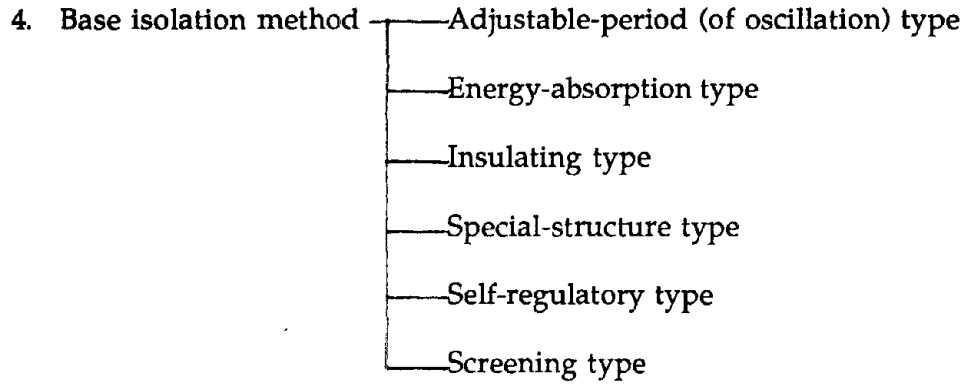 4. Base isolation method Adjustable-period (of oscillation) type
Energy-absorption type
Insulating type
Special-structure type
Self-regulatory type
Screening type